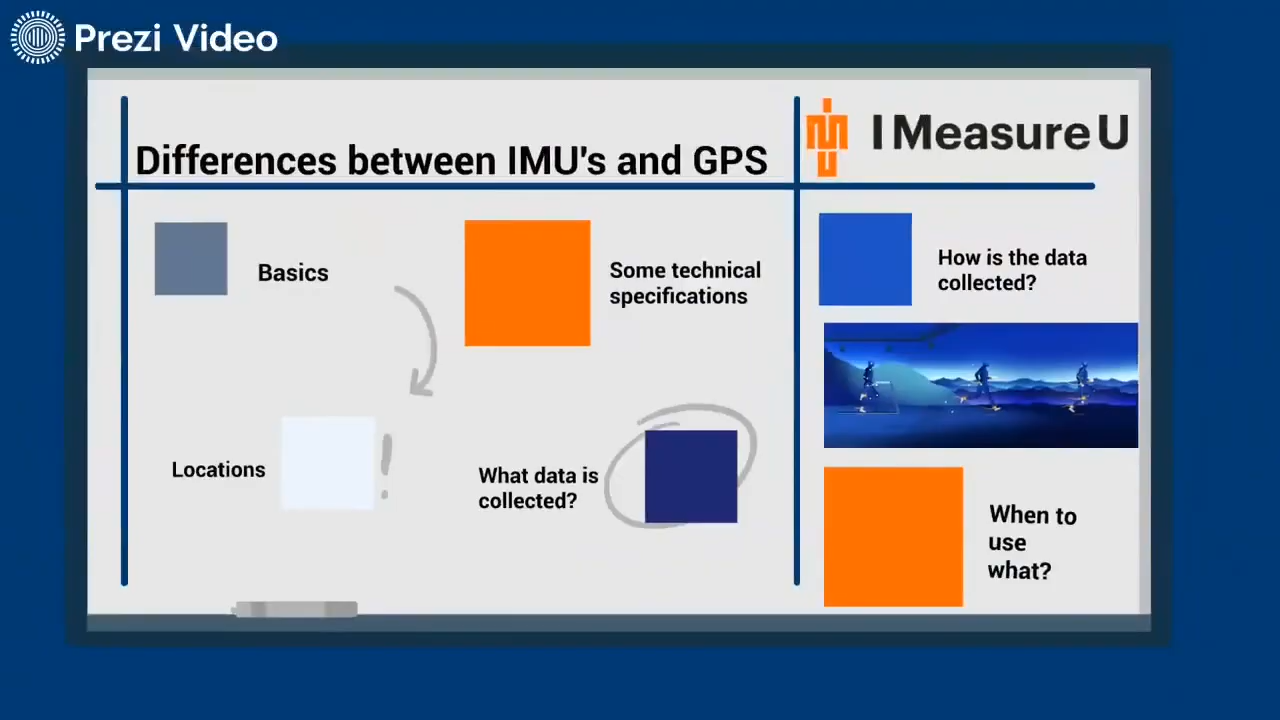 Prezi Video
Differences between IMU's and GPS
I Measure U
Basics
Some technical
specifications
How is the data
collected?
Locations
What data is
collected?
When to
use
what?